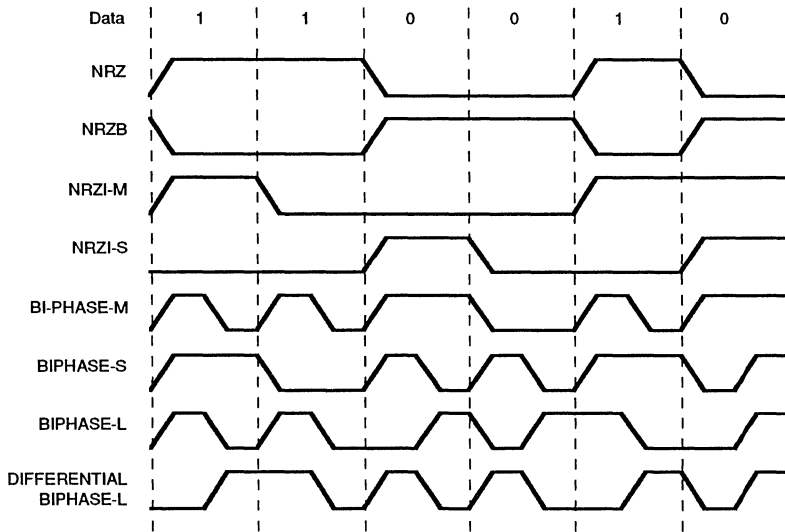 Data 1 1 0 0 1 0
NRZ
NRZB
NRZI-M
NRZI-S
BI-PHASE-M
BIPHASE-S
BIPHASE-L
DIFFERENTIAL
BIPHASE-L